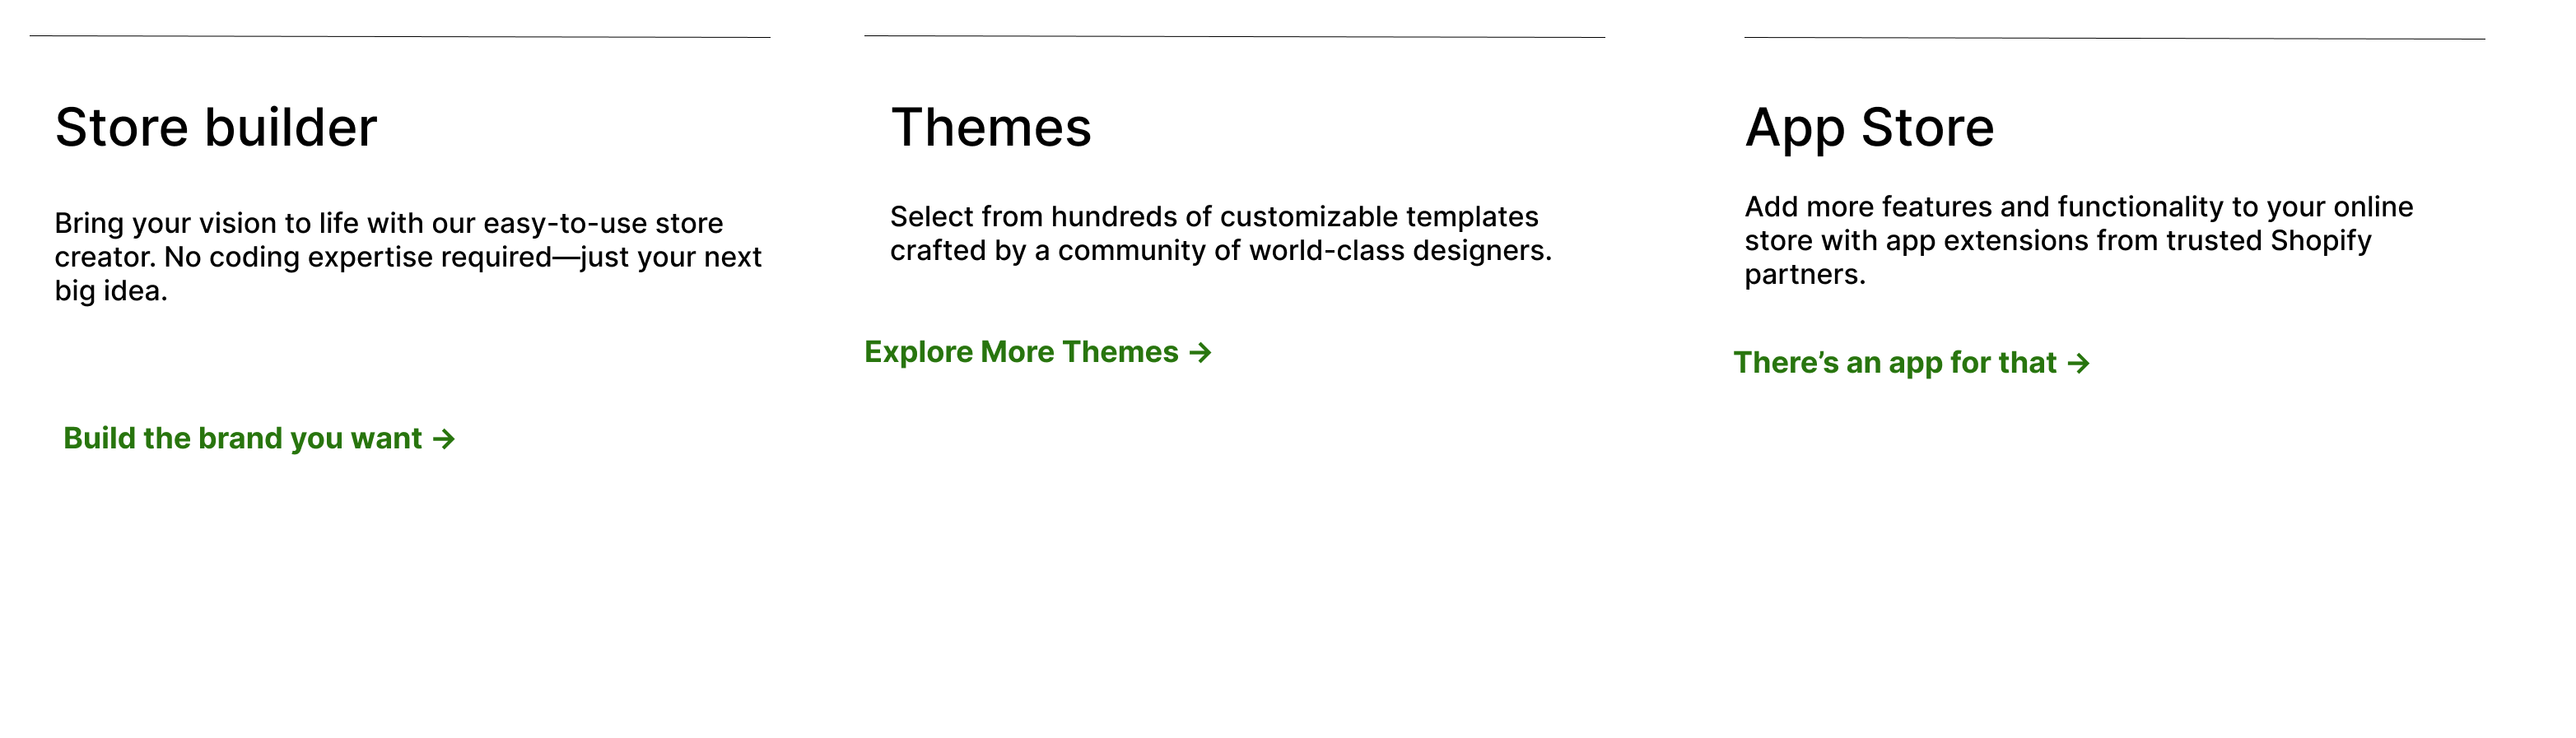 Store builder
Bring your vision to life with our easy-to-use store
creator. No coding expertise required—just your next
big idea.
Build the brand you want →
Themes
Select from hundreds of customizable templates
crafted by a community of world-class designers.
Explore More Themes →
App Store
Add more features and functionality to your online
store with app extensions from trusted Shopify
partners.
There’s an app for that →